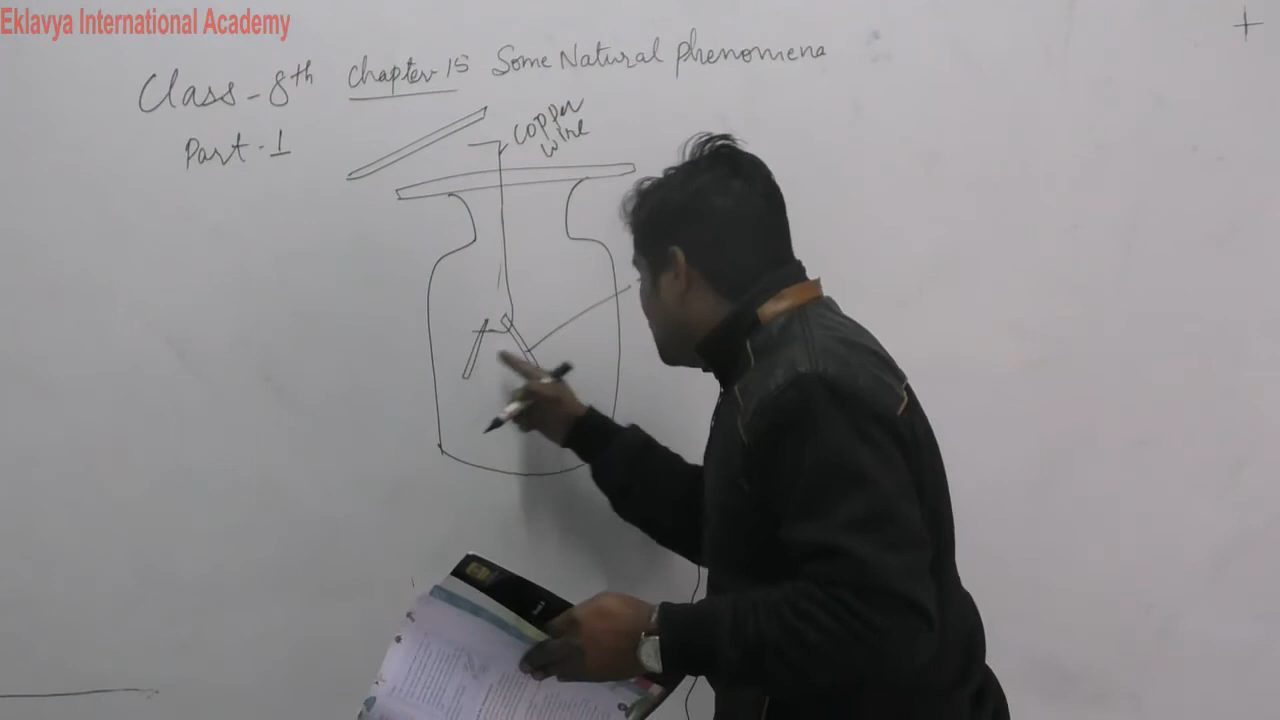 Eklavya International Academy
Class-8th Chapter-15 Some Natural Phenomena
Part-1
Copper
wire